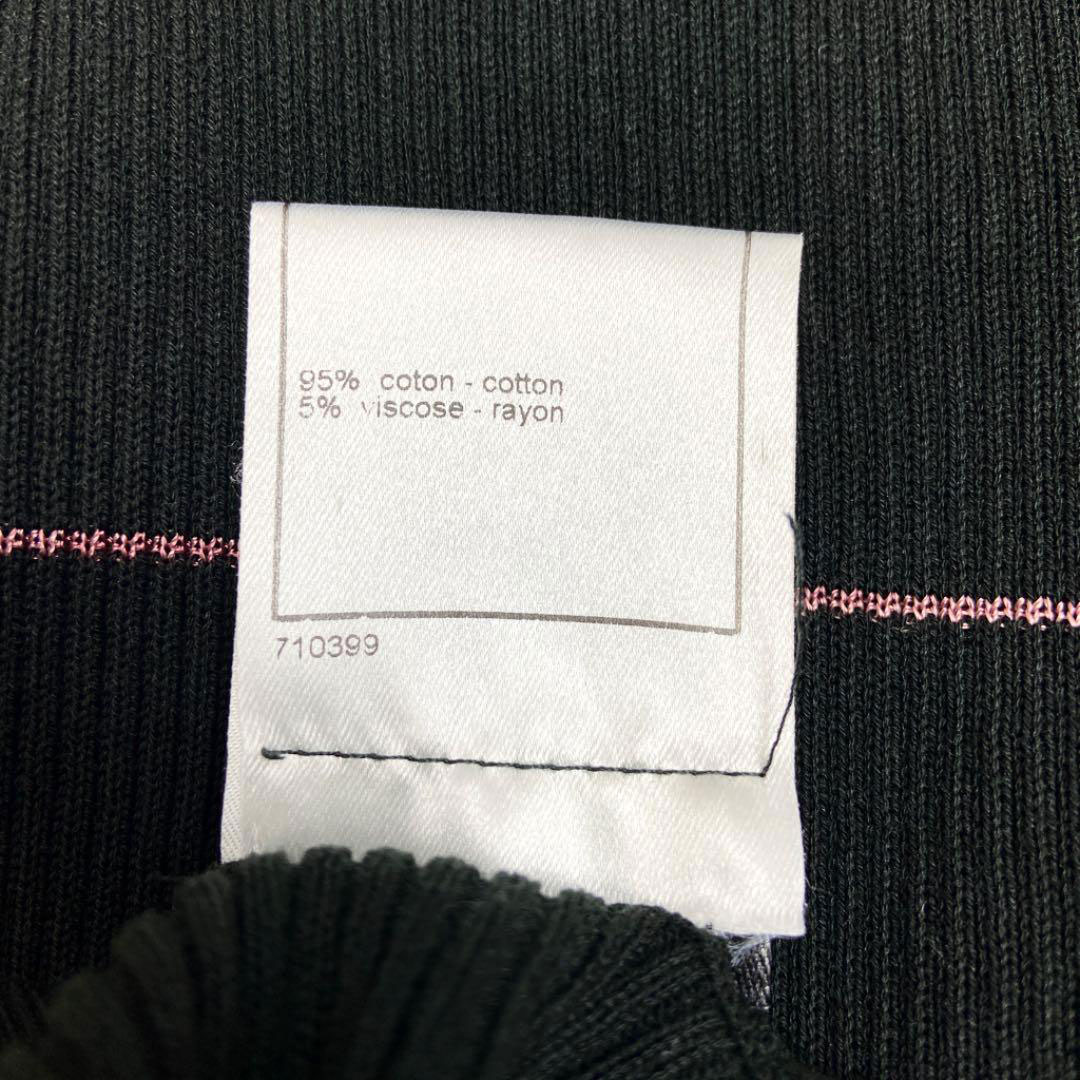 95% coton - cotton
5% viscose - rayon
710399